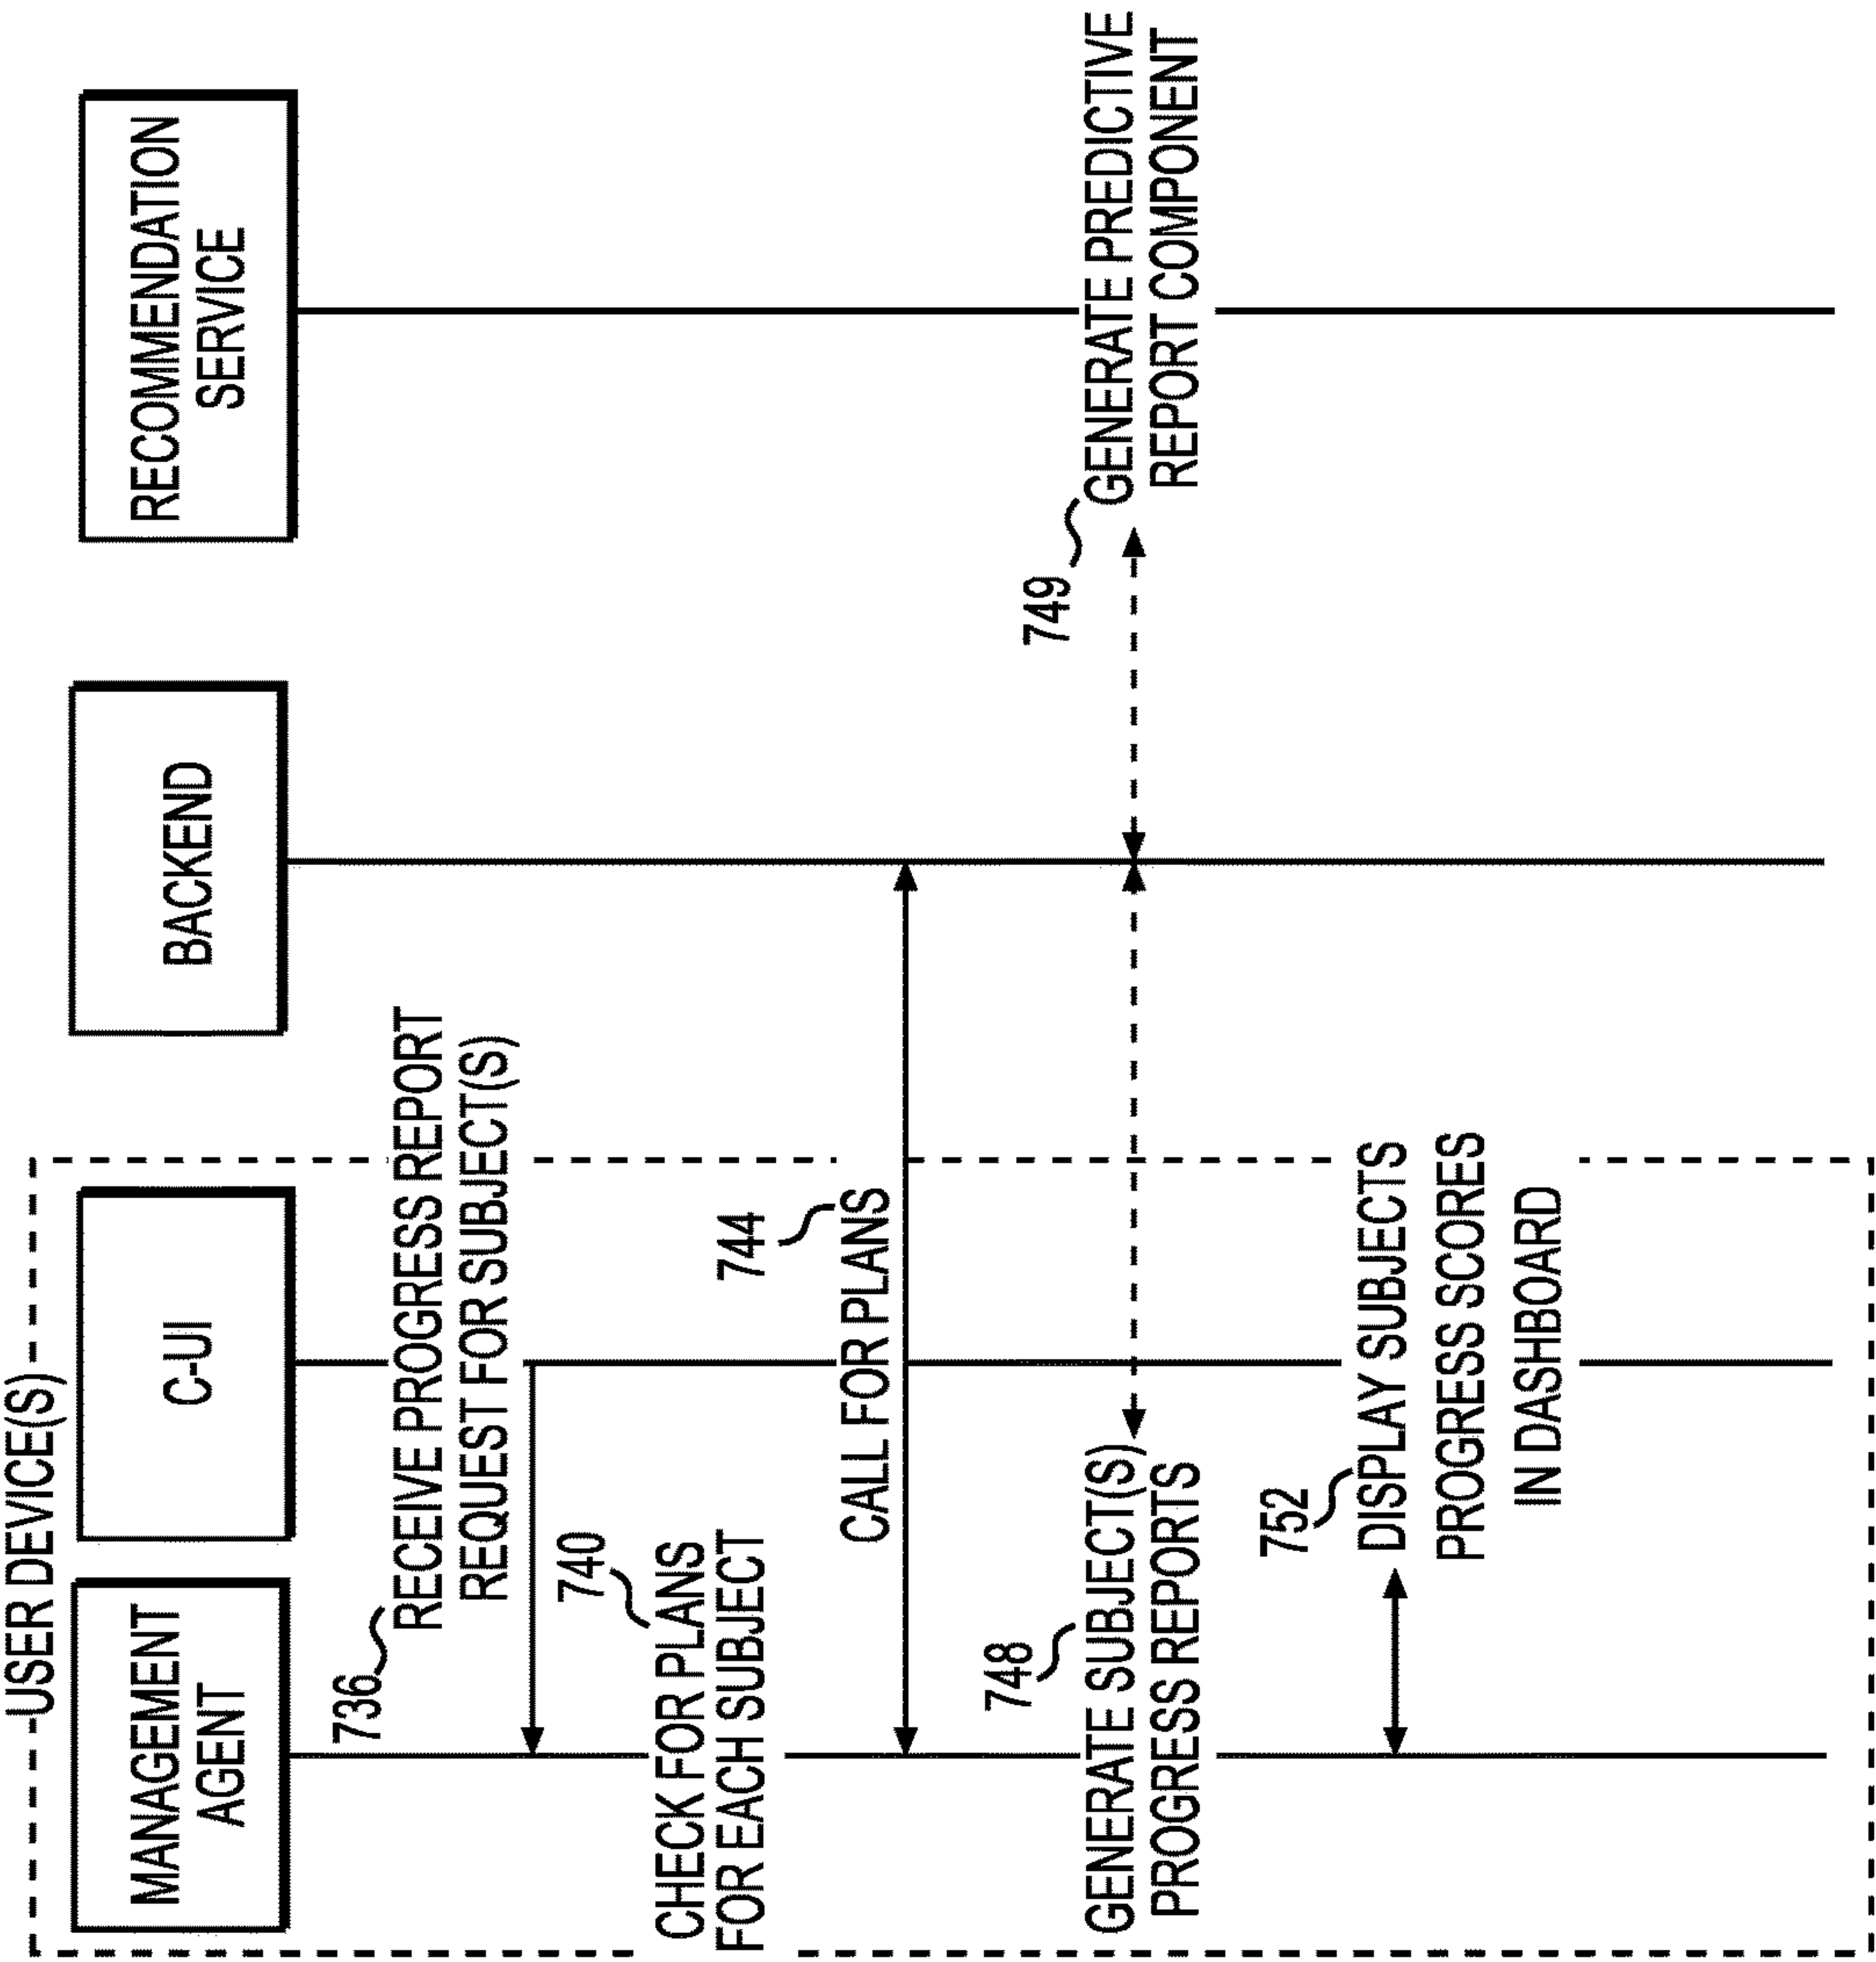 USER DEVICE(S)
MANAGEMENT
AGENT
C-UI
BACKEND
RECOMMENDATION
SERVICE
736
RECEIVE PROGRESS REPORT
REQUEST FOR SUBJECT(S)
740
CHECK FOR PLANS
FOR EACH SUBJECT
744
CALL FOR PLANS
748
GENERATE SUBJECT(S)
PROGRESS REPORTS
749
GENERATE PREDICTIVE
REPORT COMPONENT
752
DISPLAY SUBJECTS
PROGRESS SCORES
IN DASHBOARD